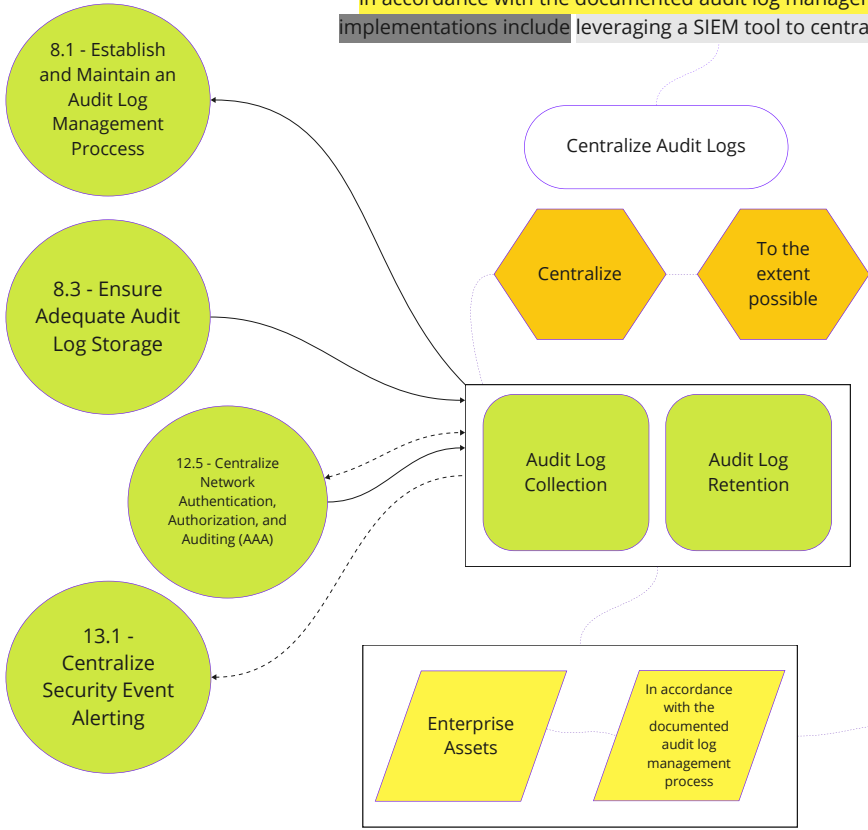 In accordance with the documented audit log manage
implementations include leveraging a SIEM tool to centra
8.1 - Establish
and Maintain an
Audit Log
Management
Proccess
Centralize Audit Logs
Centralize
To the
extent
possible
8.3 - Ensure
Adequate Audit
Log Storage
12.5 - Centralize
Network
Authentication,
Authorization, and
Auditing (AAA)
Audit Log
Collection
Audit Log
Retention
13.1 -
Centralize
Security Event
Alerting
Enterprise
Assets
In accordance
with the
documented
audit log
management
process